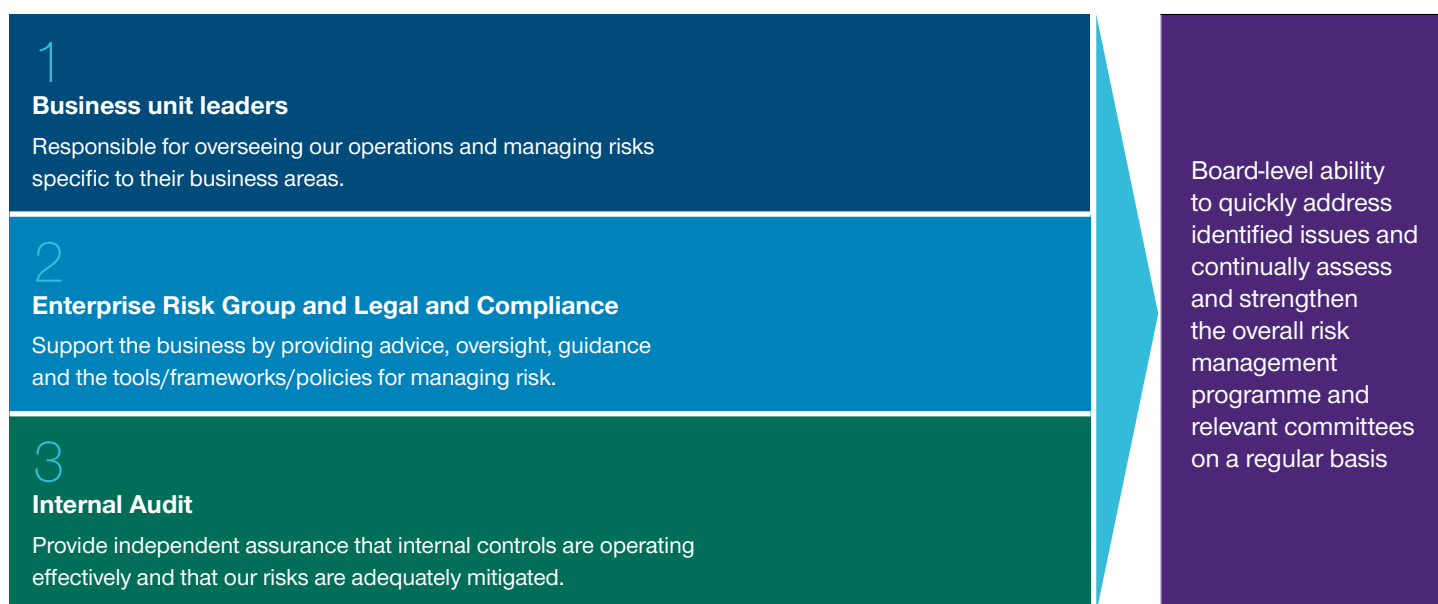 1
Business unit leaders
Responsible for overseeing our operations and managing risks
specific to their business areas.
2
Enterprise Risk Group and Legal and Compliance
Support the business by providing advice, oversight, guidance
and the tools/frameworks/policies for managing risk.
3
Internal Audit
Provide independent assurance that internal controls are operating
effectively and that our risks are adequately mitigated.
Board-level ability
to quickly address
identified issues and
continually assess
and strengthen
the overall risk
management
programme and
relevant committees
on a regular basis